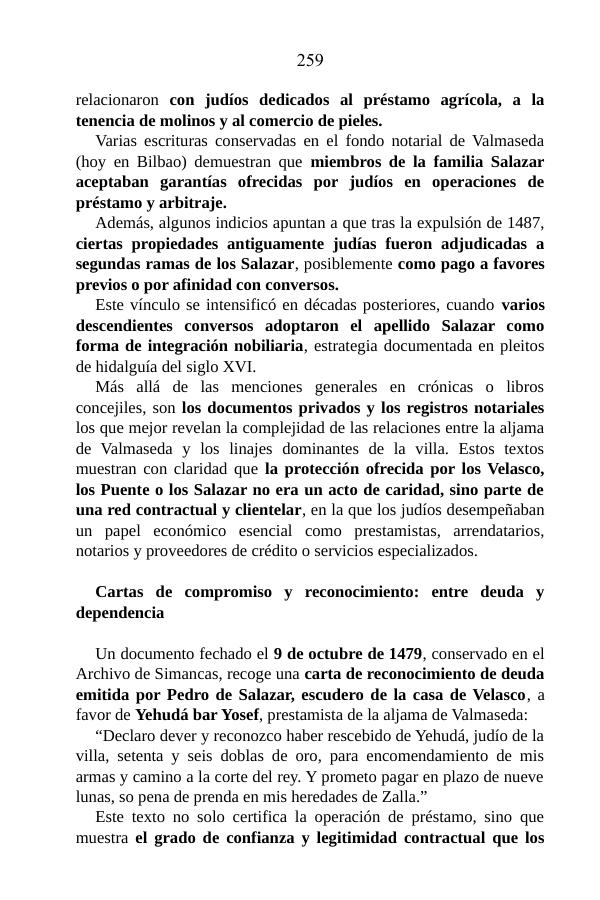 259
relacionaron con judíos dedicados al préstamo agrícola, a la
tenencia de molinos y al comercio de pieles.
Varias escrituras conservadas en el fondo notarial de Valmaseda
(hoy en Bilbao) demuestran que miembros de la familia Salazar
aceptaban garantías ofrecidas por judíos en operaciones de
préstamo y arbitraje.
Además, algunos indicios apuntan a que tras la expulsión de 1487,
ciertas propiedades antiguamente judías fueron adjudicadas a
segundas ramas de los Salazar, posiblemente como pago a favores
previos o por afinidad con conversos.
Este vínculo se intensificó en décadas posteriores, cuando varios
descendientes conversos adoptaron el apellido Salazar como
forma de integración nobiliaria, estrategia documentada en pleitos
de hidalguía del siglo XVI.
Más allá de las menciones generales en crónicas o libros
concejiles, son los documentos privados y los registros notariales
los que mejor revelan la complejidad de las relaciones entre la aljama
de Valmaseda y los linajes dominantes de la villa. Estos textos
muestran con claridad que la protección ofrecida por los Velasco,
los Puente o los Salazar no era un acto de caridad, sino parte de
una red contractual y clientelar, en la que los judíos desempeñaban
un papel económico esencial como prestamistas, arrendatarios,
notarios y proveedores de crédito o servicios especializados.
Cartas de compromiso y reconocimiento: entre deuda y
dependencia
Un documento fechado el 9 de octubre de 1479, conservado en el
Archivo de Simancas, recoge una carta de reconocimiento de deuda
emitida por Pedro de Salazar, escudero de la casa de Velasco, a
favor de Yehudá bar Yosef, prestamista de la aljama de Valmaseda:
“Declaro dever y reconozco haber rescebido de Yehudá, judío de la
villa, setenta y seis doblas de oro, para encomendamiento de mis
armas y camino a la corte del rey. Y prometo pagar en plazo de nueve
lunas, so pena de prenda en mis heredades de Zalla.”
Este texto no solo certifica la operación de préstamo, sino que
muestra el grado de confianza y legitimidad contractual que los